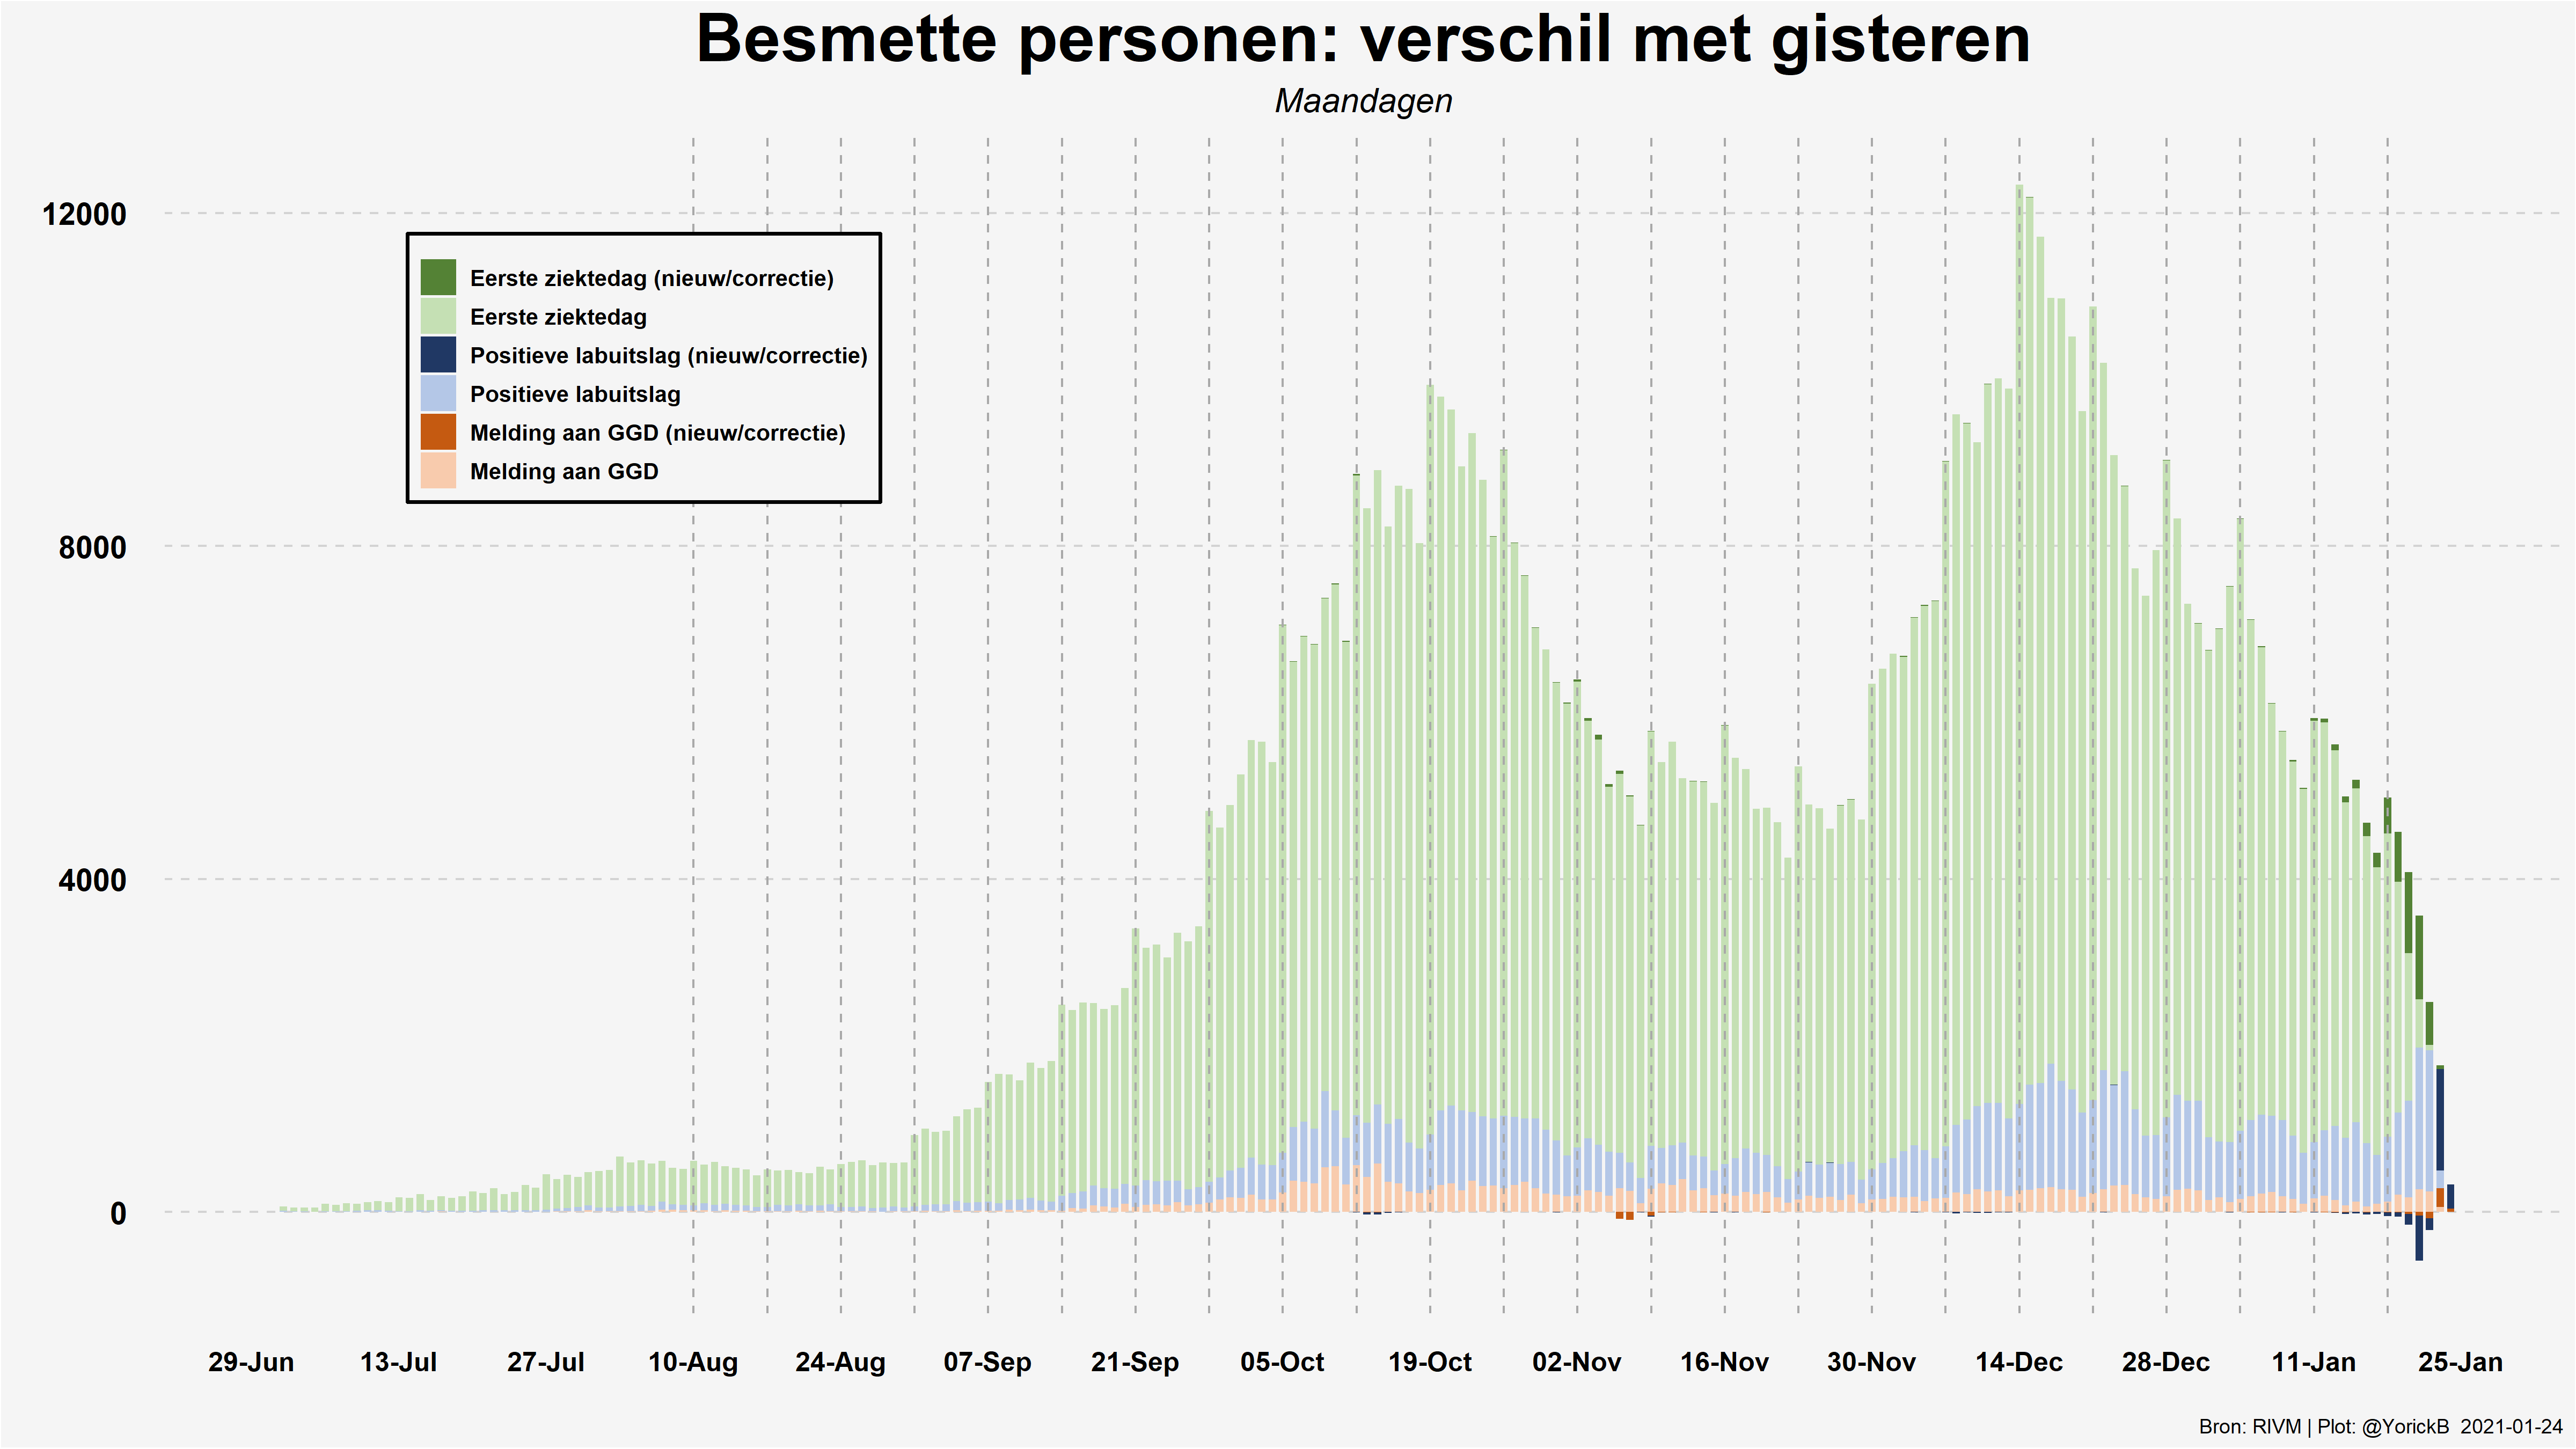 Besmette personen: verschil met gisteren
Maandagen
12000
8000
4000
0
Eerste ziektedag (nieuw/correctie)
Eerste ziektedag
Positieve labuitslag (nieuw/correctie)
Positieve labuitslag
Melding aan GGD (nieuw/correctie)
Melding aan GGD
29-Jun 13-Jul 27-Jul 10-Aug 24-Aug 07-Sep 21-Sep 05-Oct 19-Oct 02-Nov 16-Nov 30-Nov 14-Dec 28-Dec 11-Jan 25-Jan
Bron: RIVM | Plot: @YorickB 2021-01-24